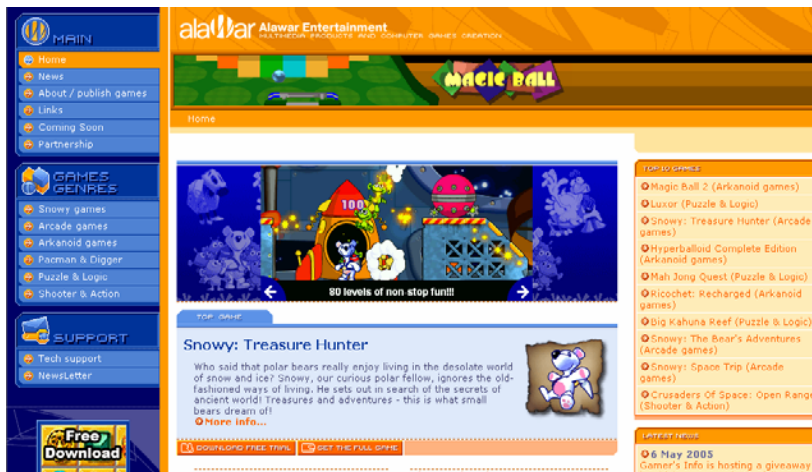 MAIN
Home
News
About / publish games
Links
Coming Soon
Partnership
GAMES
GENRES
Snowy games
Arcade games
Arkanoid games
Pacman & Digger
Puzzle & Logic
Shooter & Action
SUPPORT
Tech support
NewsLetter
Free
Download
alaWar Alawar Entertainment
MULTIMEDIA PRODUCTS AND COMPUTER GAMES CREATION
MAGIC BALL
Home
100
80 levels of non-stop fun!!!
TOP GAME
Snowy: Treasure Hunter
Who said that polar bears really enjoy living in the desolate world
of snow and ice? Snowy, our curious polar fellow, ignores the old-
fashioned ways of living. He sets out in search of the secrets of
ancient world! Treasures and adventures - this is what small
bears dream of!
More info...
DOWNLOAD FREE TRIAL
GET THE FULL GAME
TOP 10 GAMES
Magic Ball 2 (Arkanoid games)
Luxor (Puzzle & Logic)
Snowy: Treasure Hunter (Arcade
games)
Hyperballoid Complete Edition
(Arkanoid games)
Mah Jong Quest (Puzzle & Logic)
Ricochet: Recharged (Arkanoid
games)
Big Kahuna Reef (Puzzle & Logic)
Snowy: The Bear's Adventures
(Arcade games)
Snowy: Space Trip (Arcade
games)
Crusaders Of Space: Open Range
(Shooter & Action)
LATEST NEWS
6 May 2005
Gamer's Info is hosting a giveaway